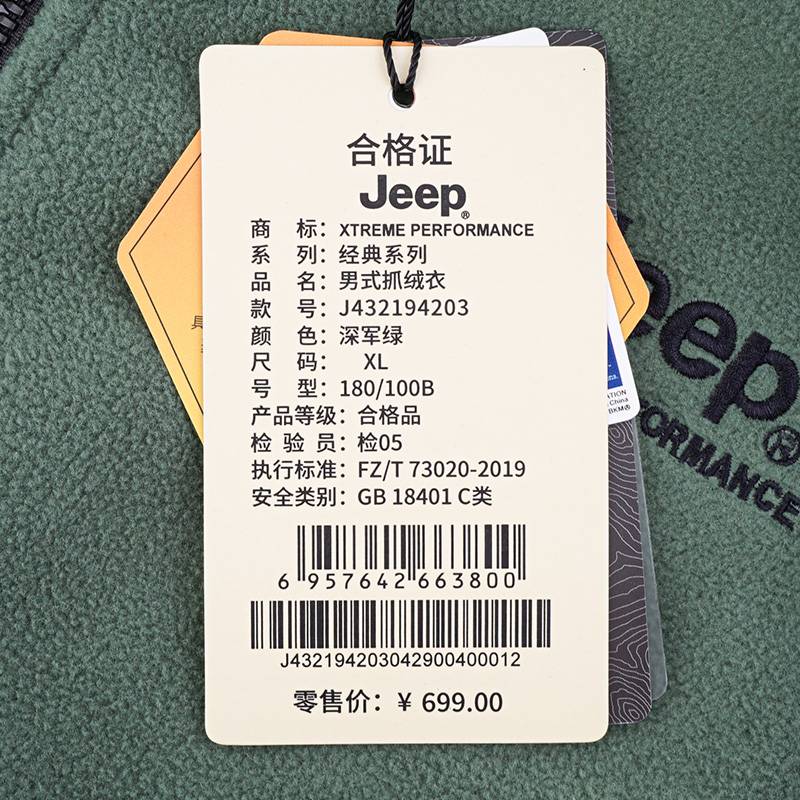 合格证
Jeep®
商 标：XTREME PERFORMANCE
系 列：经典系列
品 名：男式抓绒衣
款 号：J432194203
颜 色：深军绿
尺 码： XL
号 型：180/100B
产品等级：合格品
检 验 员：检05
执行标准：FZ/T 73020-2019
安全类别：GB 18401 C类
6 957642 663800
J432194203042900400012
零售价：¥ 699.00
eep®
FORMANCE